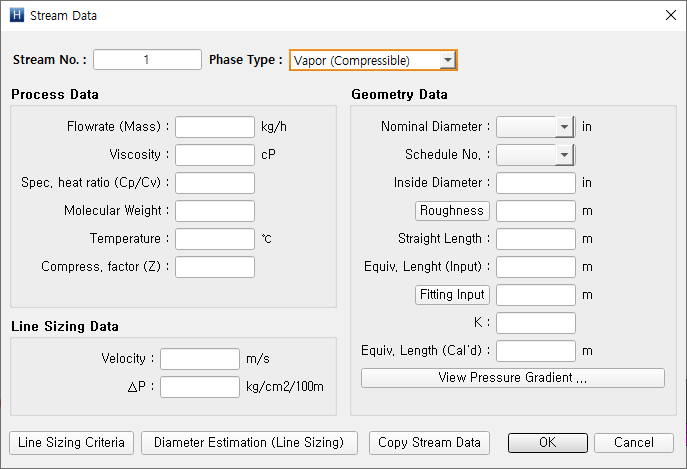 H Stream Data
Stream No. : 1 Phase Type : Vapor (Compressible)
Process Data
Flowrate (Mass) : kg/h
Viscosity : cP
Spec. heat ratio (Cp/Cv) :
Molecular Weight :
Temperature : ℃
Compress. factor (Z) :
Line Sizing Data
Velocity : m/s
△P : kg/cm2/100m
Geometry Data
Nominal Diameter : in
Schedule No. :
Inside Diameter : in
Roughness m
Straight Length : m
Equiv. Lenght (Input) : m
Fitting Input m
K :
Equiv. Length (Cal'd) : m
View Pressure Gradient ...
Line Sizing Criteria Diameter Estimation (Line Sizing) Copy Stream Data OK Cancel